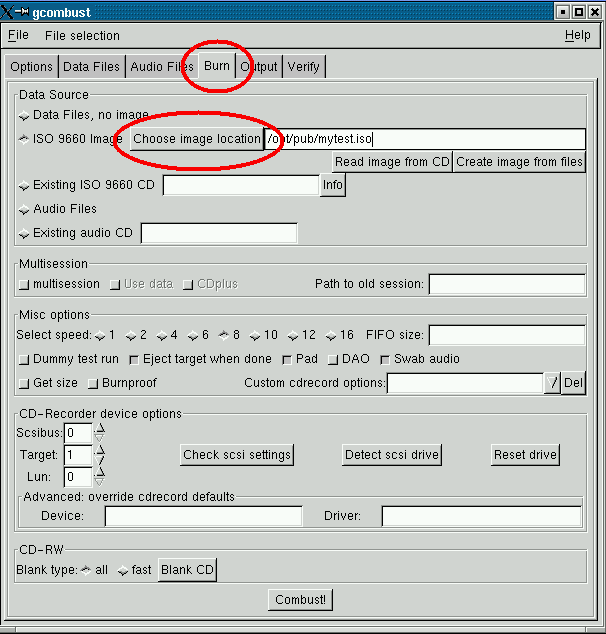 gcombust
File File selection Help
Options Data Files Audio Files Burn Output Verify
Data Source
Data Files, no image
ISO 9660 Image Choose image location /opt/pub/mytest.iso
Read image from CD Create image from files
Existing ISO 9660 CD Info
Audio Files
Existing audio CD
Multisession
multisession Use data CDplus Path to old session:
Misc options
Select speed: 1 2 4 6 8 10 12 16 FIFO size:
Dummy test run Eject target when done Pad DAO Swab audio
Get size Burnproof Custom cdrecord options: Del
CD-Recorder device options
Scsibus: 0
Target: 1 Check scsi settings Detect scsi drive Reset drive
Lun: 0
Advanced: override cdrecord defaults
Device: Driver:
CD-RW
Blank type: all fast Blank CD
Combust!